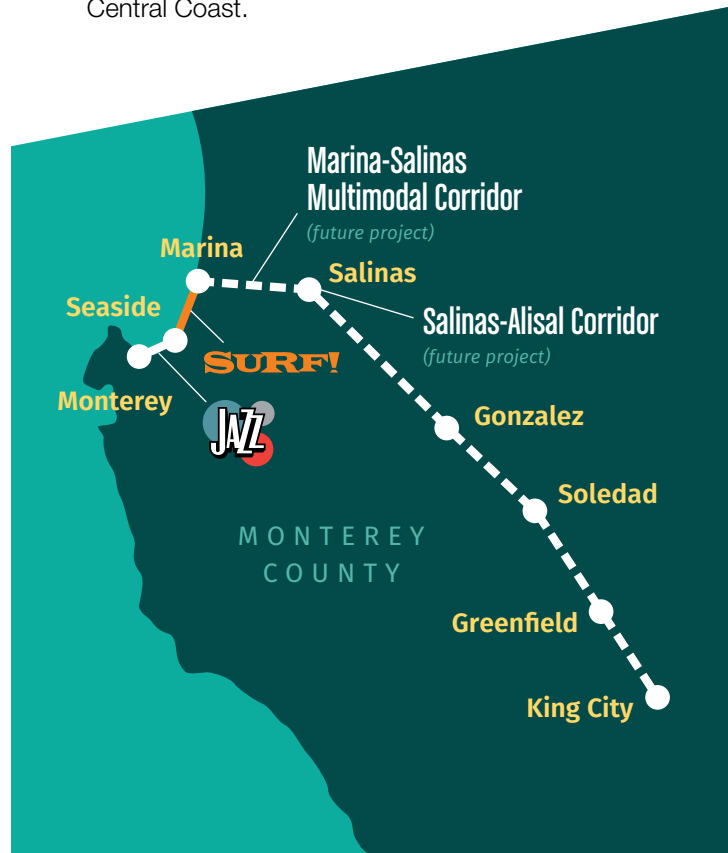 Central Coast.
Marina-Salinas
Multimodal Corridor
(future project)
Marina
Salinas
Seaside
Salinas-Alisal Corridor
(future project)
SURF!
Monterey
JAZZ
Gonzalez
Soledad
MONTEREY
COUNTY
Greenfield
King City